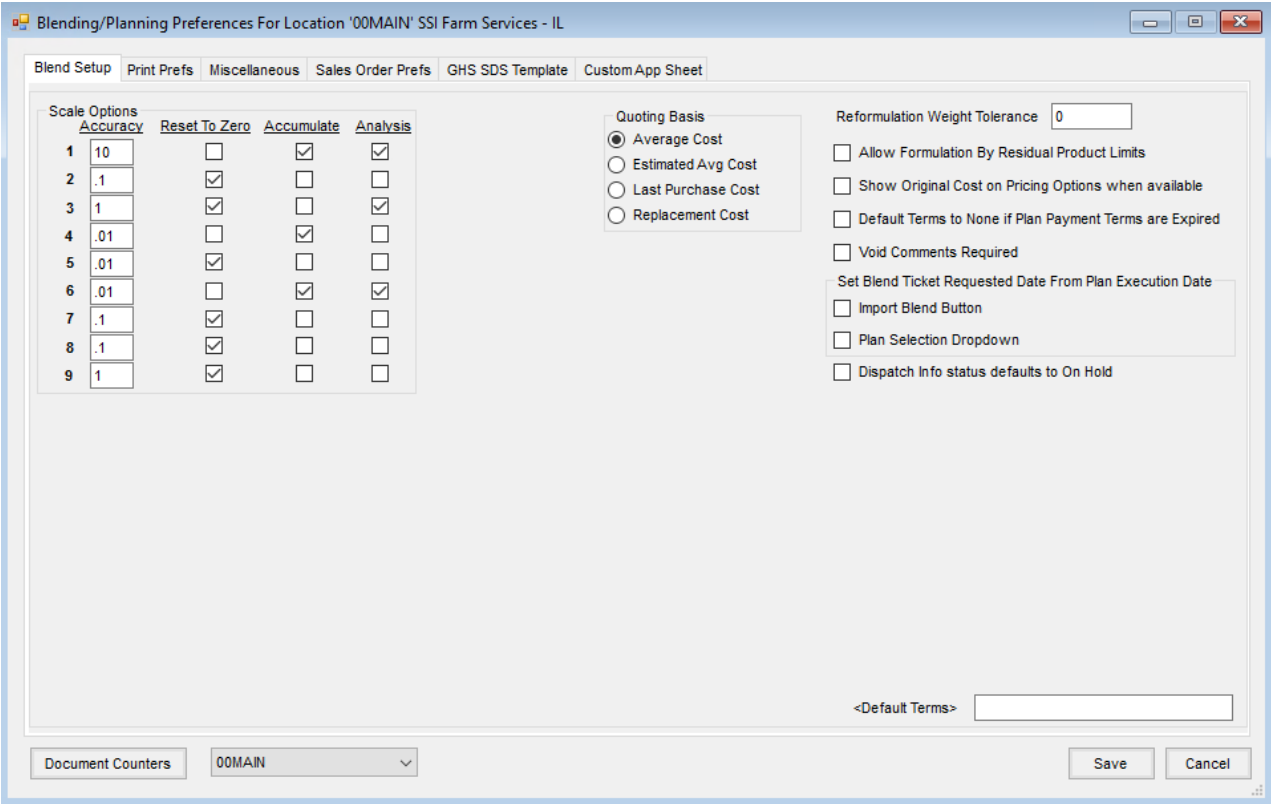 Blending/Planning Preferences For Location '00MAIN' SSI Farm Services - IL
Blend Setup Print Prefs Miscellaneous Sales Order Prefs GHS SDS Template Custom App Sheet
Scale Options
Accuracy Reset To Zero Accumulate Analysis
1 10
2 .1
3 1
4 .01
5 .01
6 .01
7 .1
8 .1
9 1
Quoting Basis
Average Cost
Estimated Avg Cost
Last Purchase Cost
Replacement Cost
Reformulation Weight Tolerance 0
Allow Formulation By Residual Product Limits
Show Original Cost on Pricing Options when available
Default Terms to None if Plan Payment Terms are Expired
Void Comments Required
Set Blend Ticket Requested Date From Plan Execution Date
Import Blend Button
Plan Selection Dropdown
Dispatch Info status defaults to On Hold
<Default Terms>
Document Counters 00MAIN Save Cancel